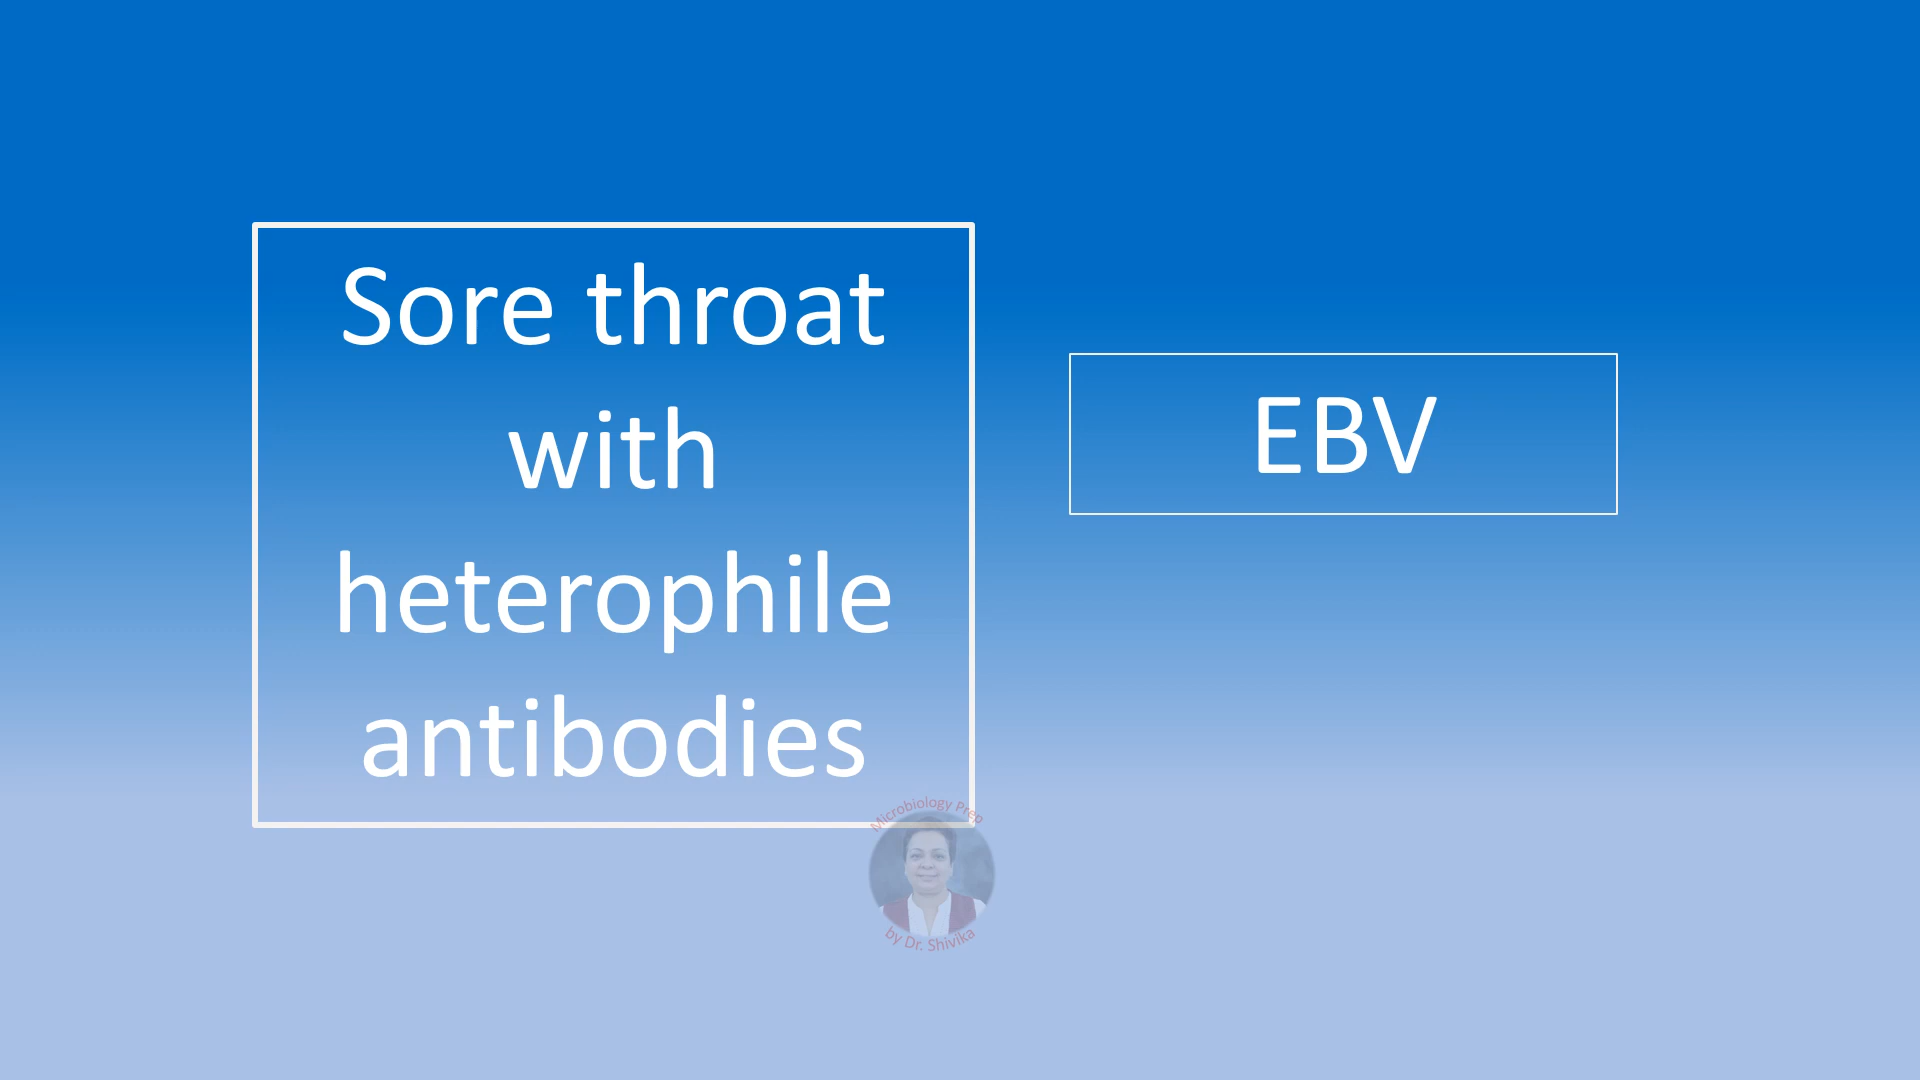 Sore throat
with
heterophile
antibodies
EBV
Microbiology Prep
by Dr. Shivika